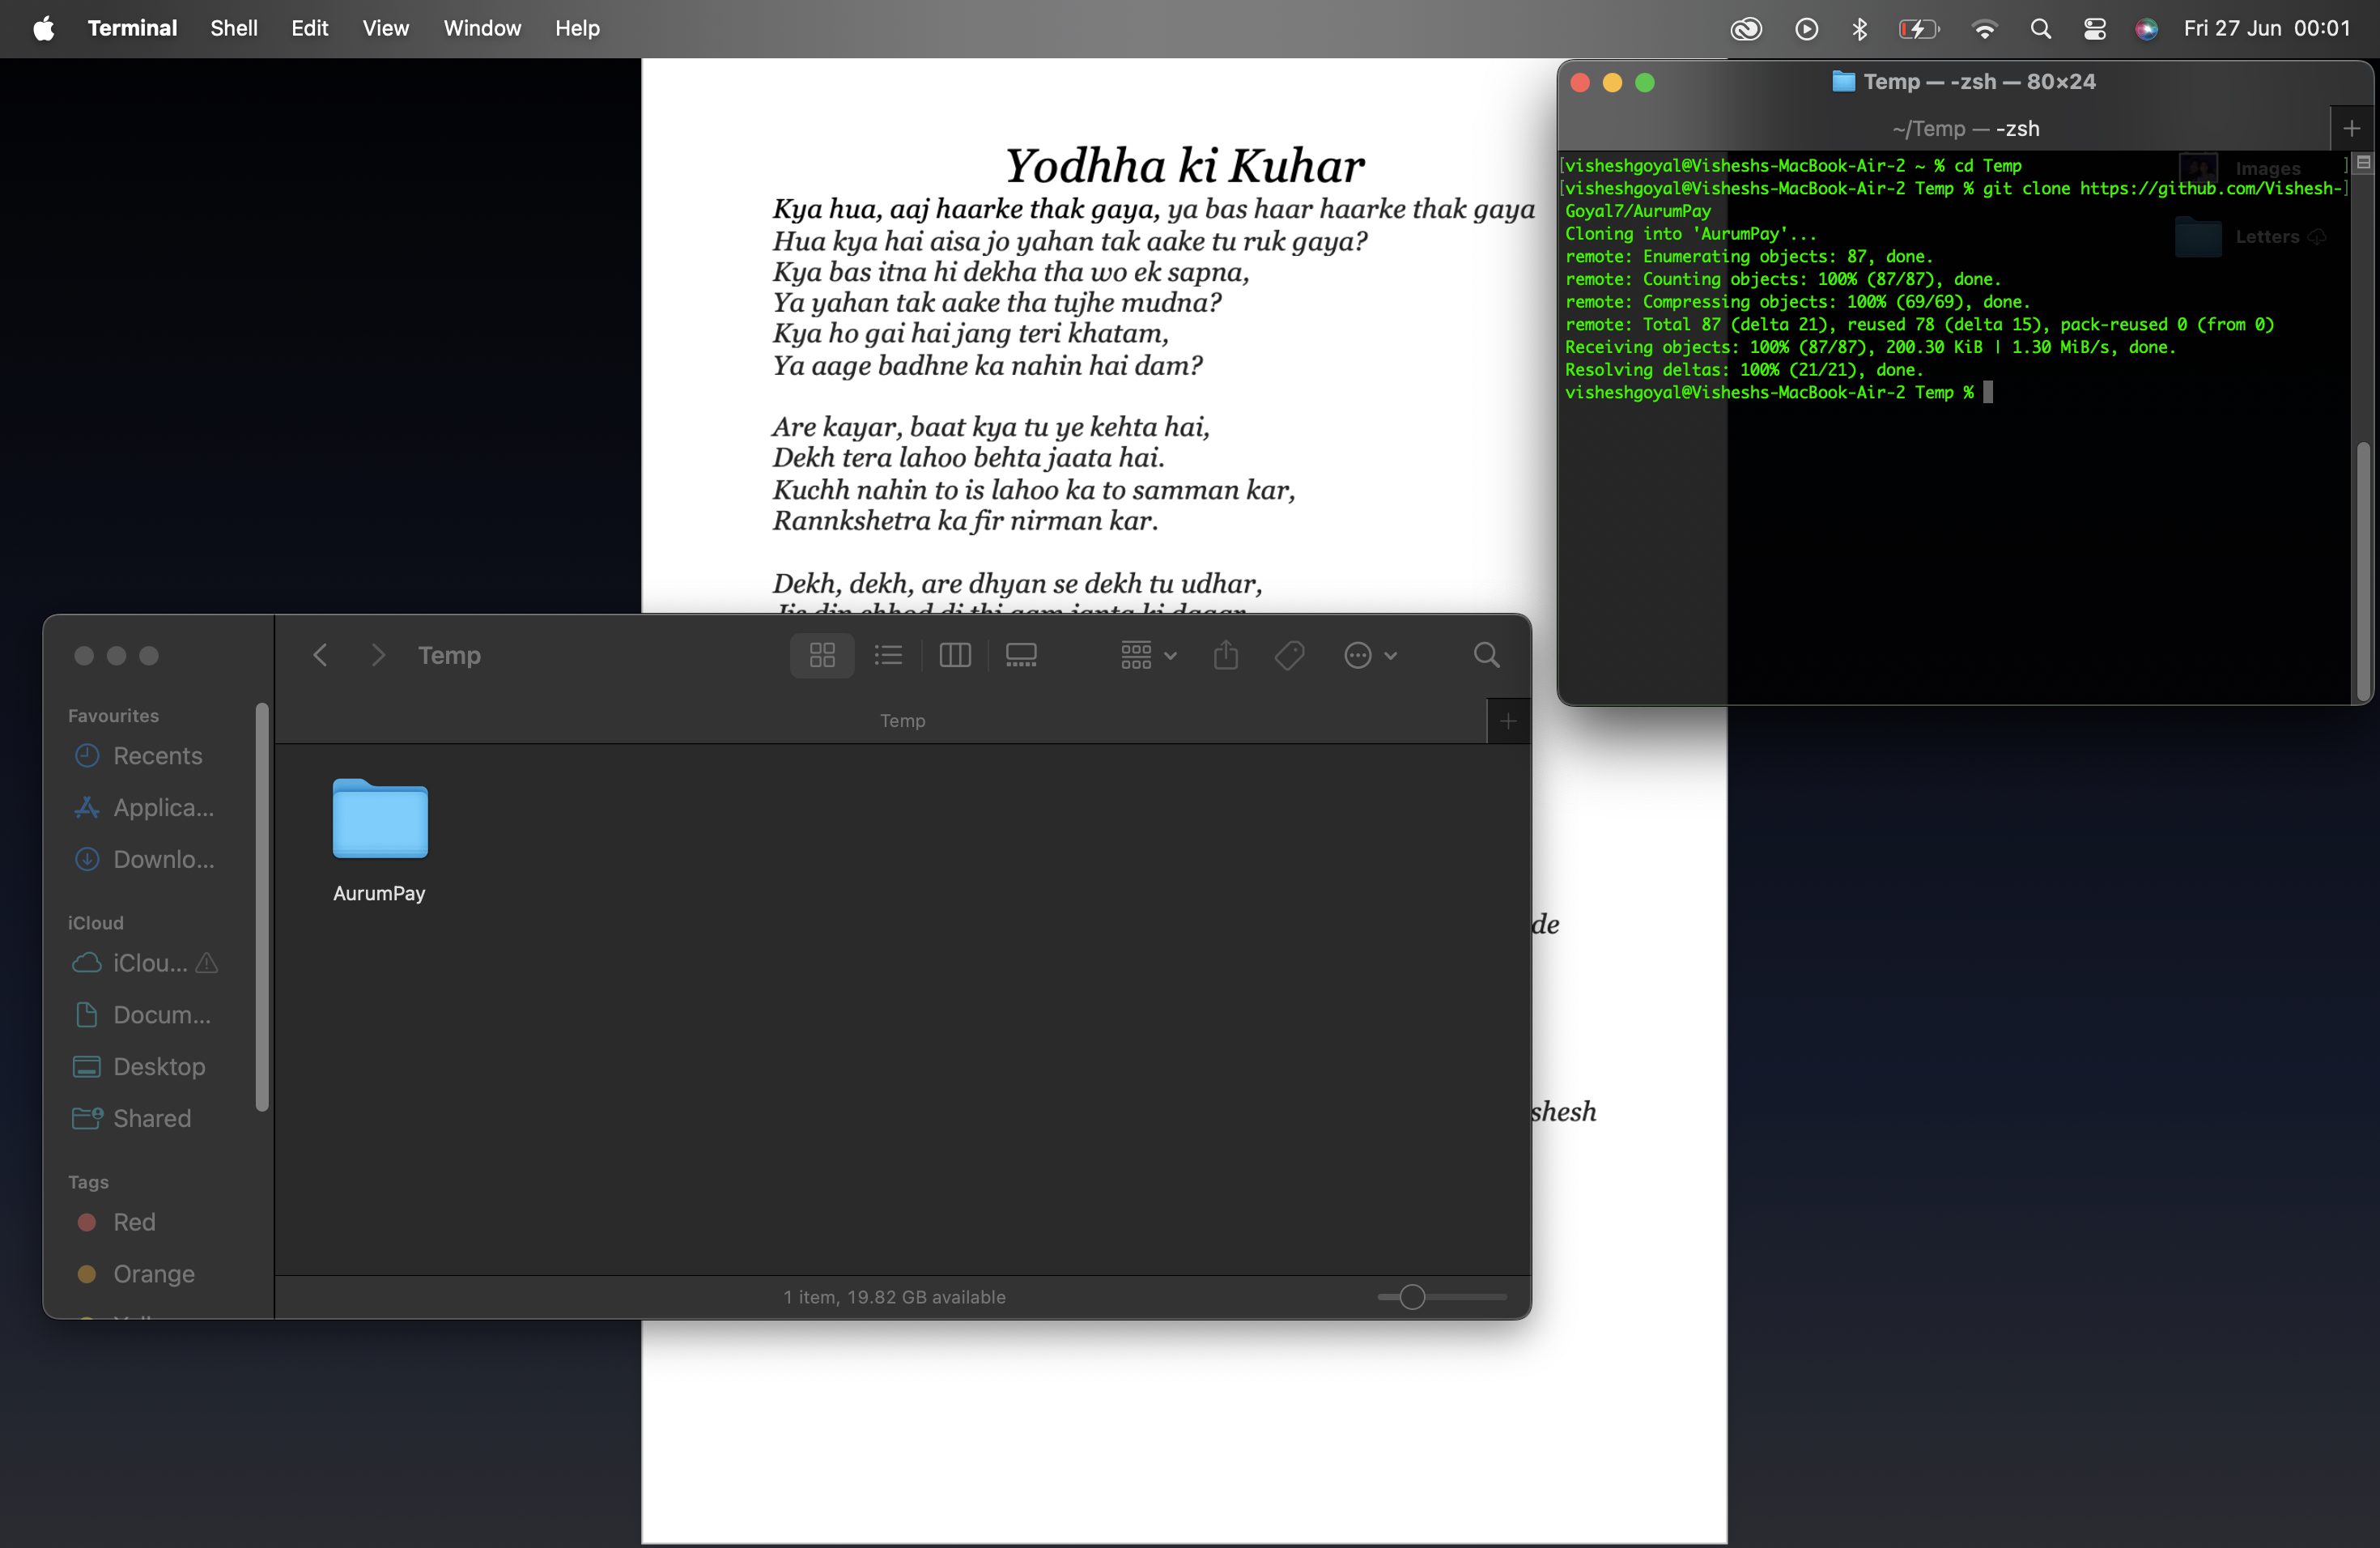 Terminal Shell Edit View Window Help Fri 27 Jun 00:01
Yodhha ki Kuhar
Kya hua, aaj haarke thak gaya, ya bas haar haarke thak gaya
Hua kya hai aisa jo yahan tak aake tu ruk gaya?
Kya bas itna hi dekha tha wo ek sapna,
Ya yahan tak aake tha tujhe mudna?
Kya ho gai hai jang teri khatam,
Ya aage badhne ka nahin hai dam?
Are kayar, baat kya tu ye kehta hai,
Dekh tera lahoo behta jaata hai.
Kuchh nahin to is lahoo ka to samman kar,
Rannkshetra ka fir nirman kar.
Dekh, dekh, are dhyan se dekh tu udhar,
de
shesh
Temp — -zsh — 80×24
~/Temp — -zsh
[visheshgoyal@Visheshs-MacBook-Air-2 ~ % cd Temp ]
[visheshgoyal@Visheshs-MacBook-Air-2 Temp % git clone https://github.com/Vishesh-]
Goyal7/AurumPay
Cloning into 'AurumPay'...
remote: Enumerating objects: 87, done.
remote: Counting objects: 100% (87/87), done.
remote: Compressing objects: 100% (69/69), done.
remote: Total 87 (delta 21), reused 78 (delta 15), pack-reused 0 (from 0)
Receiving objects: 100% (87/87), 200.30 KiB | 1.30 MiB/s, done.
Resolving deltas: 100% (21/21), done.
visheshgoyal@Visheshs-MacBook-Air-2 Temp %
Images
Letters
Temp
Temp
Favourites
Recents
Applica...
Downlo...
iCloud
iClou...
Docum...
Desktop
Shared
Tags
Red
Orange
AurumPay
1 item, 19.82 GB available